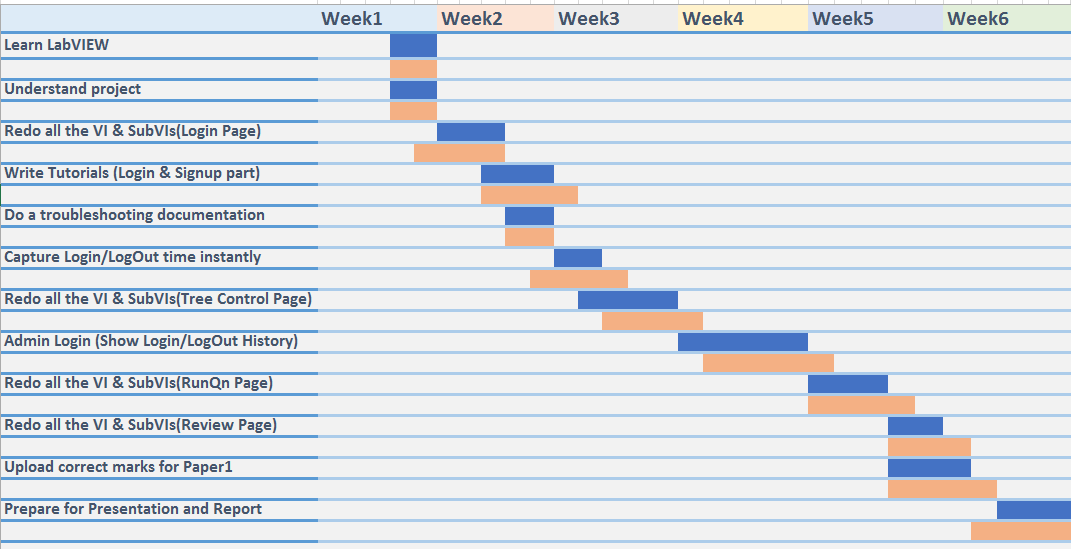 Week1 Week2 Week3 Week4 Week5 Week6
Learn LabVIEW
Understand project
Redo all the VI & SubVIs(Login Page)
Write Tutorials (Login & Signup part)
Do a troubleshooting documentation
Capture Login/LogOut time instantly
Redo all the VI & SubVIs(Tree Control Page)
Admin Login (Show Login/LogOut History)
Redo all the VI & SubVIs(RunQn Page)
Redo all the VI & SubVIs(Review Page)
Upload correct marks for Paper1
Prepare for Presentation and Report